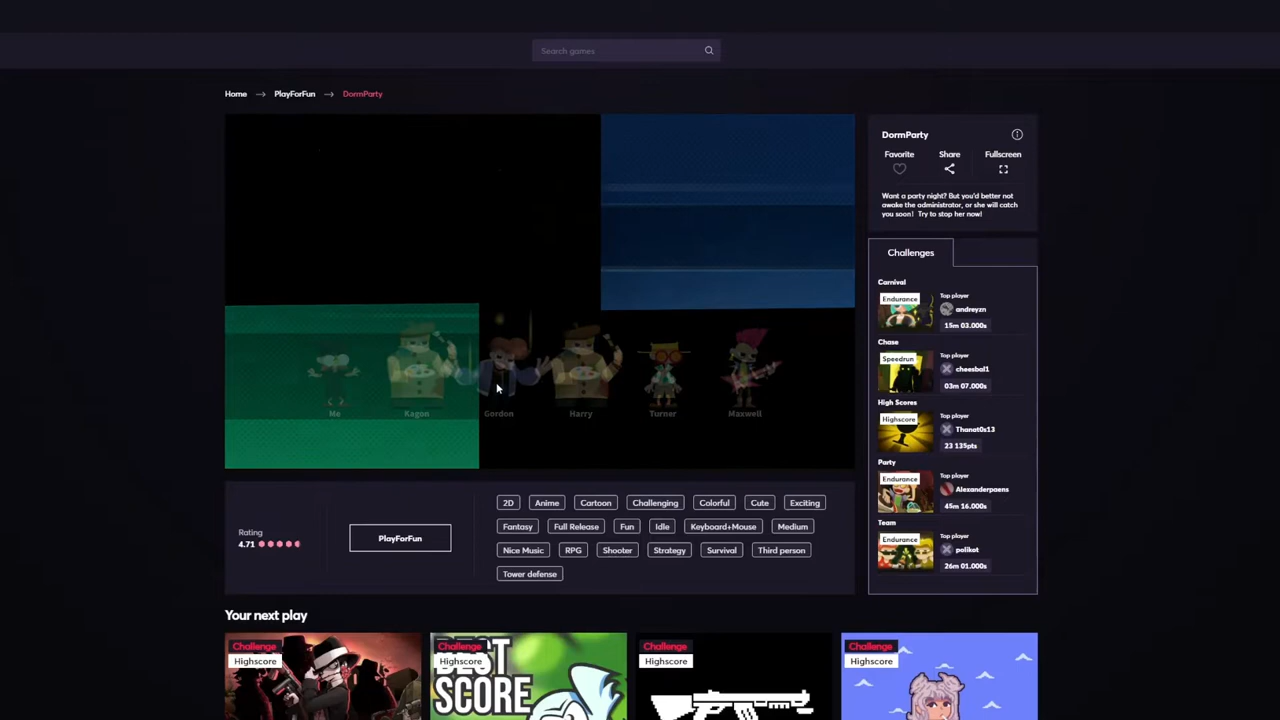 Search games
Home → PlayForFun → DormParty
Me Kagon Gordon Harry Turner Maxwell
DormParty
Favorite Share Fullscreen
Want a party night? But you'd better not
awake the administrator, or she will catch
you soon! Try to stop her now!
Challenges
Carnival
Endurance
Top player
andreyzn
15m 03.000s
Chase
Speedrun
Top player
cheesbal1
03m 07.000s
High Scores
Highscore
Top player
Thanat0s13
23 135pts
Party
Endurance
Top player
Alexanderpaens
45m 16.000s
Team
Endurance
Top player
polikot
26m 01.000s
Rating
4.71
PlayForFun
2D Anime Cartoon Challenging Colorful Cute Exciting
Fantasy Full Release Fun Idle Keyboard+Mouse Medium
Nice Music RPG Shooter Strategy Survival Third person
Tower defense
Your next play
Challenge
Highscore
Challenge
Highscore
BEST
SCORE
Challenge
Highscore
Challenge
Highscore